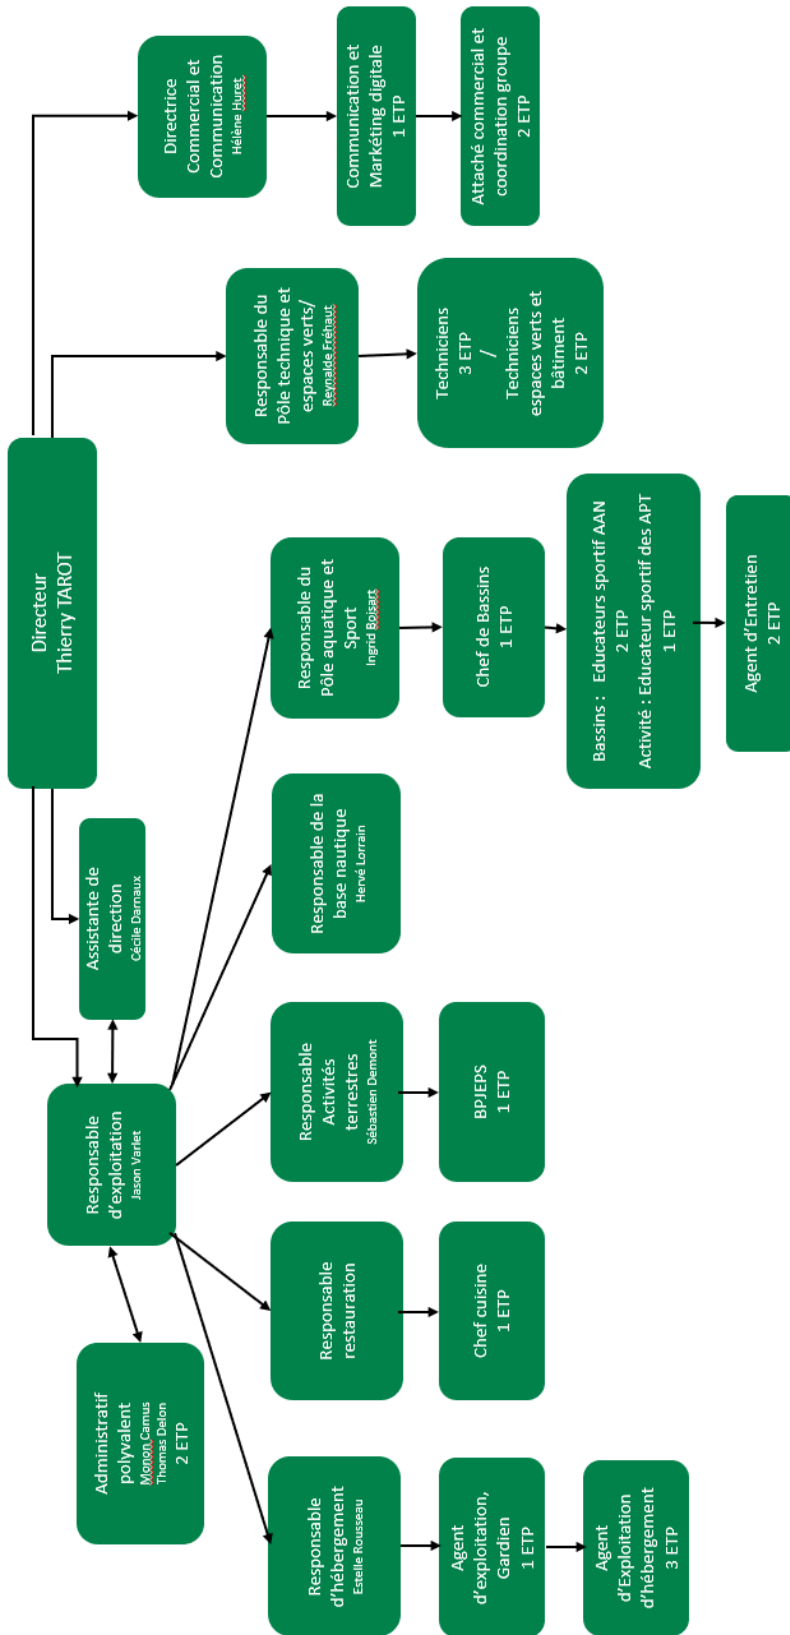 Directeur
Thierry TAROT
Assistante de
direction
Cécile Darnaux
Responsable
d'exploitation
Jason Varlet
Administratif
polyvalent
Monon Camus
Thomas Delon
2 ETP
Directrice
Commercial et
Communication
Hélène Huret
Communication et
Markéting digitale
1 ETP
Attaché commercial et
coordination groupe
2 ETP
Responsable du
Pôle technique et
espaces verts/
Reynalde Fréhaut
Techniciens
3 ETP
/
Techniciens
espaces verts et
bâtiment
2 ETP
Responsable
d'hébergement
Estelle Rousseau
Agent
d'exploitation,
Gardien
1 ETP
Agent
d'Exploitation
d'hébergement
3 ETP
Responsable
restauration
Chef cuisine
1 ETP
Responsable
Activités
terrestres
Sébastien Demont
BPJEPS
1 ETP
Responsable de la
base nautique
Hervé Lorrain
Responsable du
Pôle aquatique et
Sport
Ingrid Boisart
Chef de Bassins
1 ETP
Bassins : Educateurs sportif AAN
2 ETP
Activité : Educateur sportif des APT
1 ETP
Agent d'Entretien
2 ETP